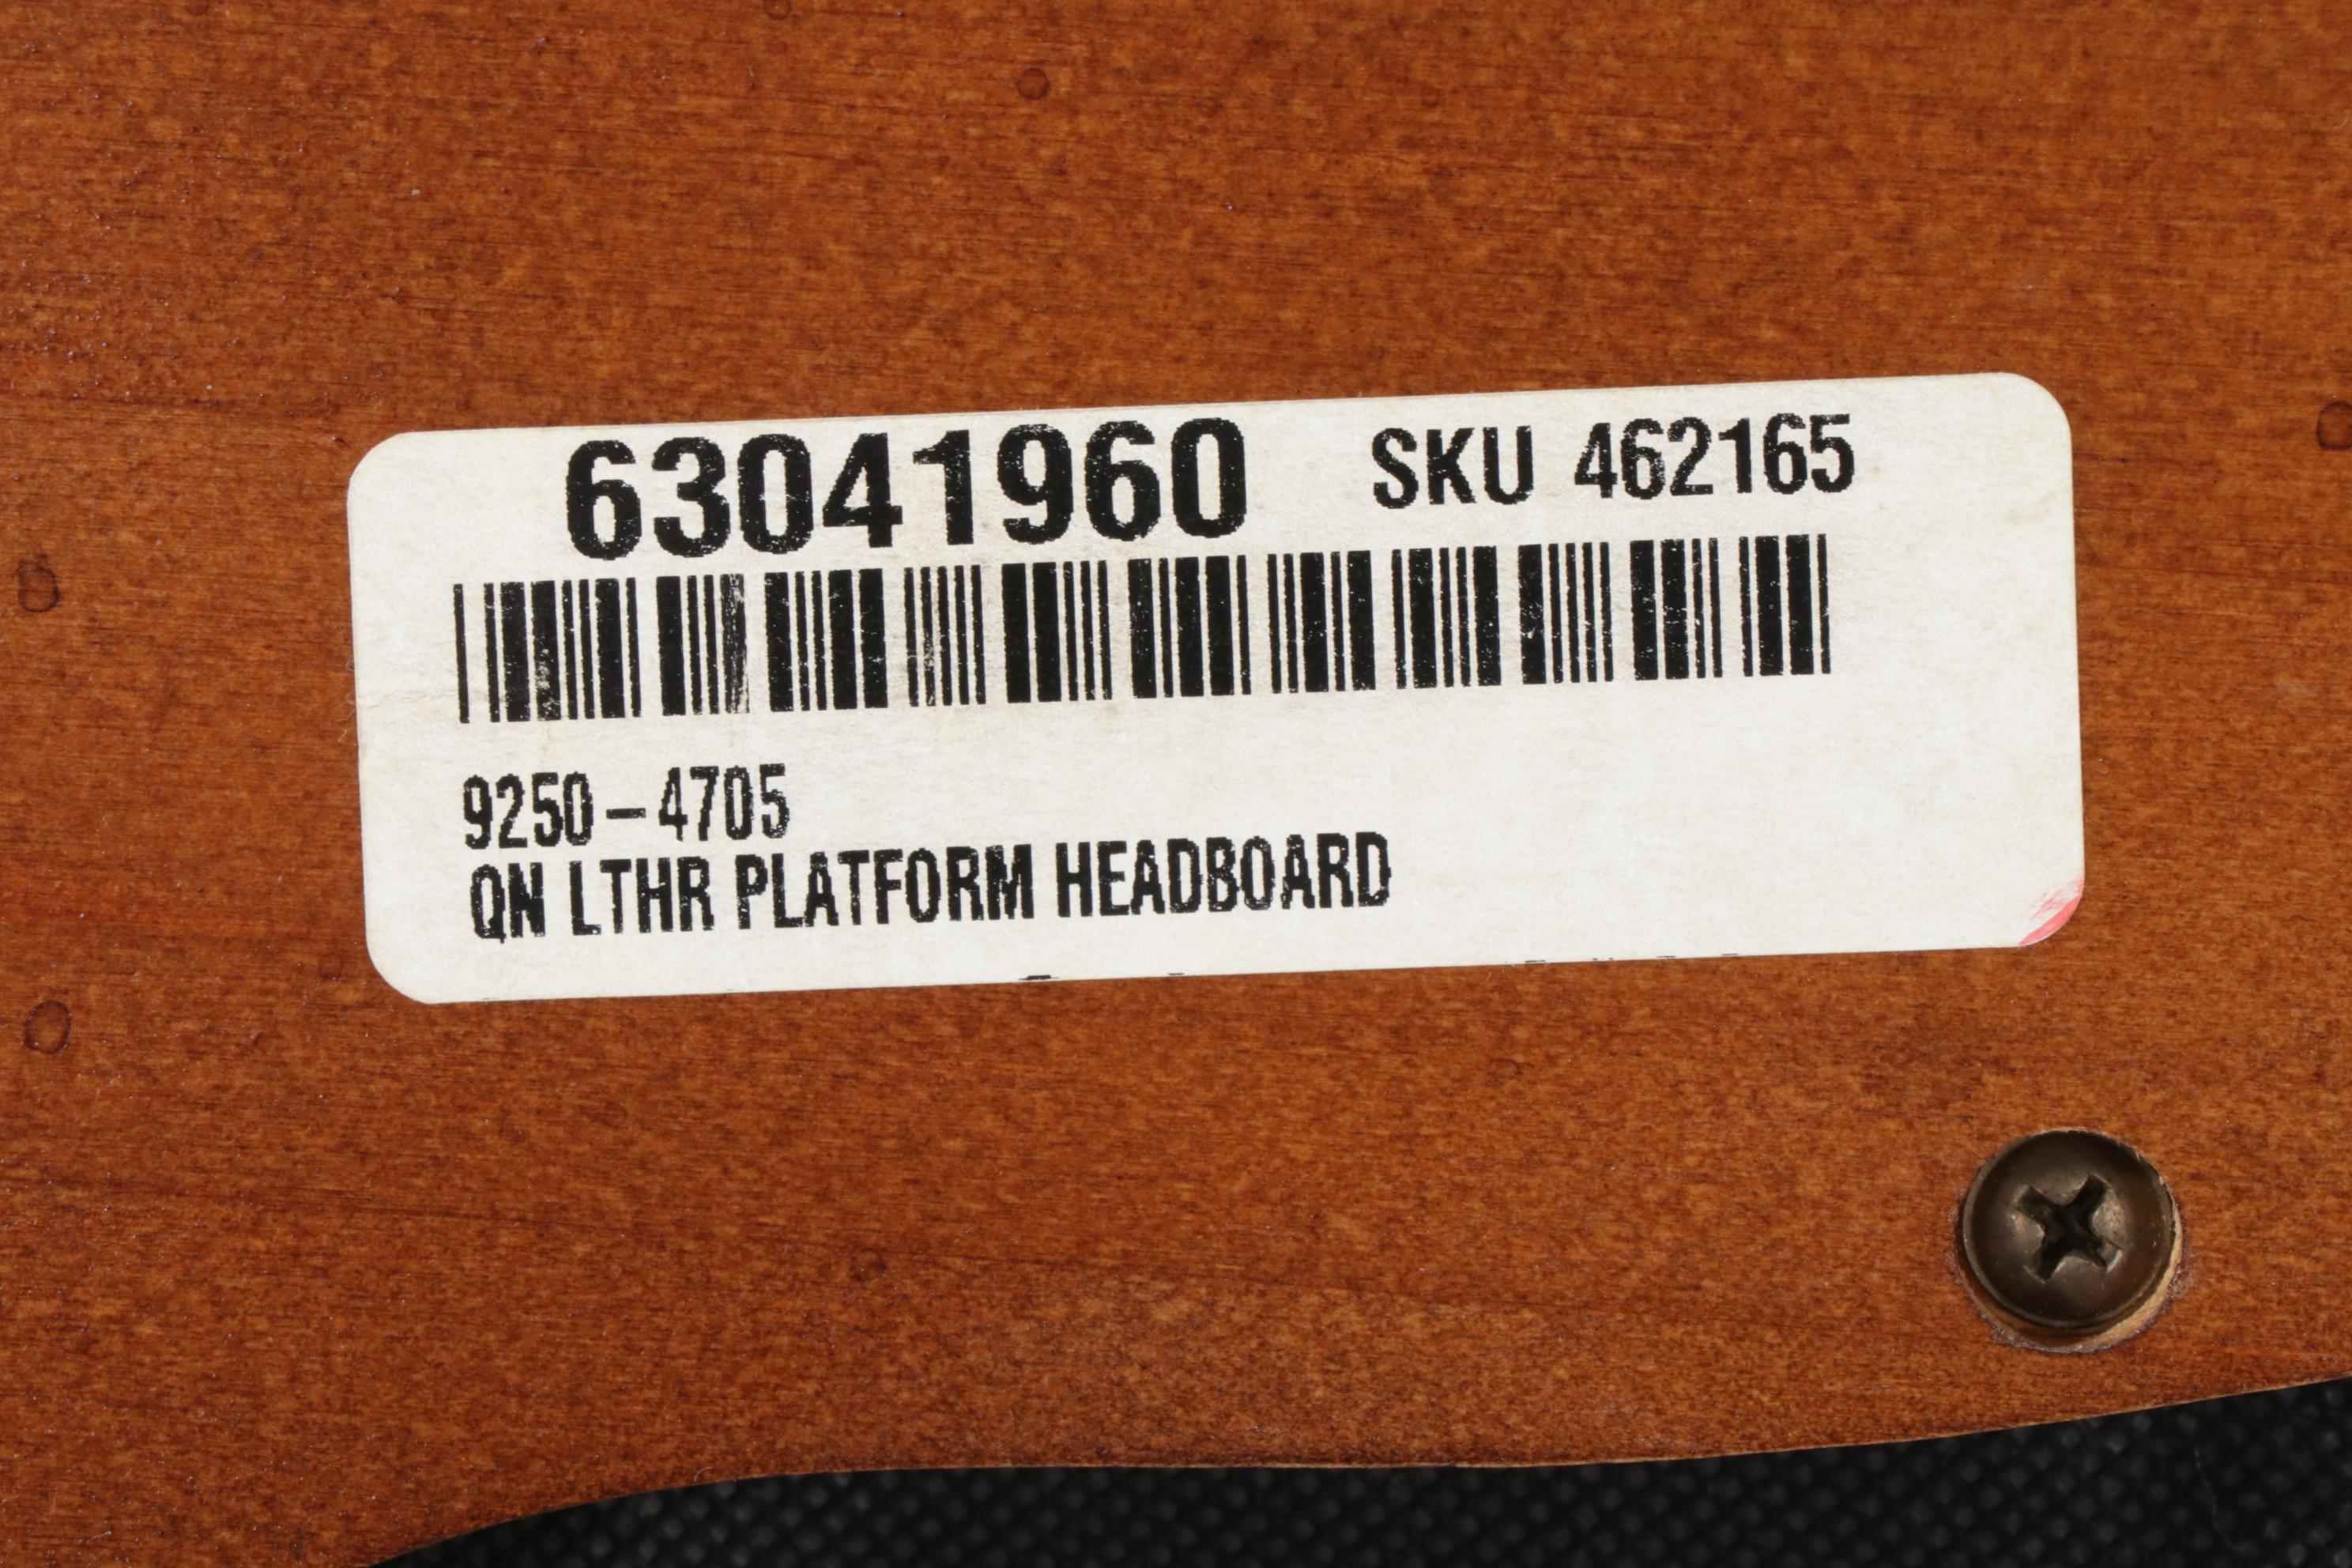 63041960 SKU 462165
9250-4705
QN LTHR PLATFORM HEADBOARD